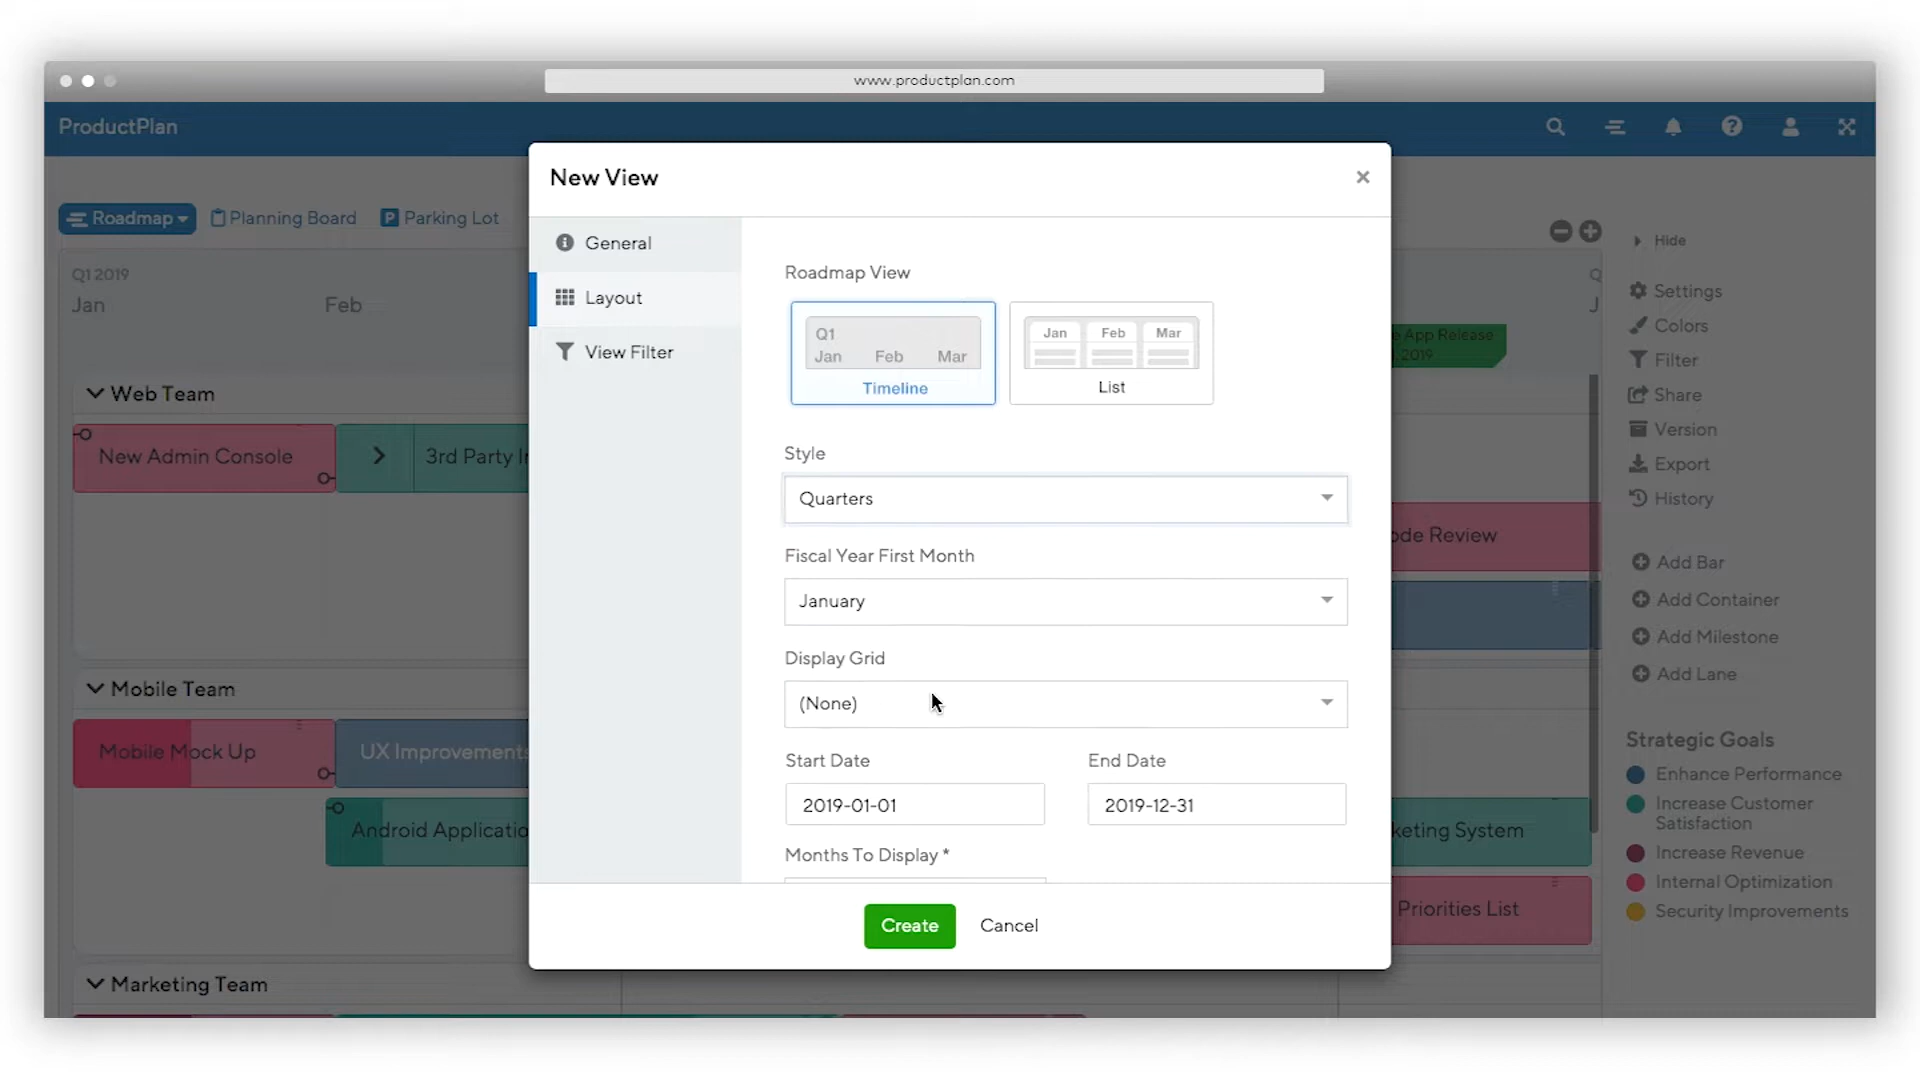 www.productplan.com
ProductPlan
Roadmap
Planning Board
Parking Lot
Q1 2019
Jan
Feb
Web Team
New Admin Console
3rd Party
Mobile Team
Mobile Mock Up
UX Improvements
Android Applicatio
Marketing Team
New View
×
General
Layout
View Filter
Roadmap View
Q1
Jan Feb Mar
Timeline
Jan Feb Mar
List
Style
Quarters
Fiscal Year First Month
January
Display Grid
(None)
Start Date
End Date
2019-01-01
2019-12-31
Months To Display *
Create
Cancel
Q
J
App Release
2019
ode Review
keting System
Priorities List
Hide
Settings
Colors
Filter
Share
Version
Export
History
Add Bar
Add Container
Add Milestone
Add Lane
Strategic Goals
Enhance Performance
Increase Customer
Satisfaction
Increase Revenue
Internal Optimization
Security Improvements